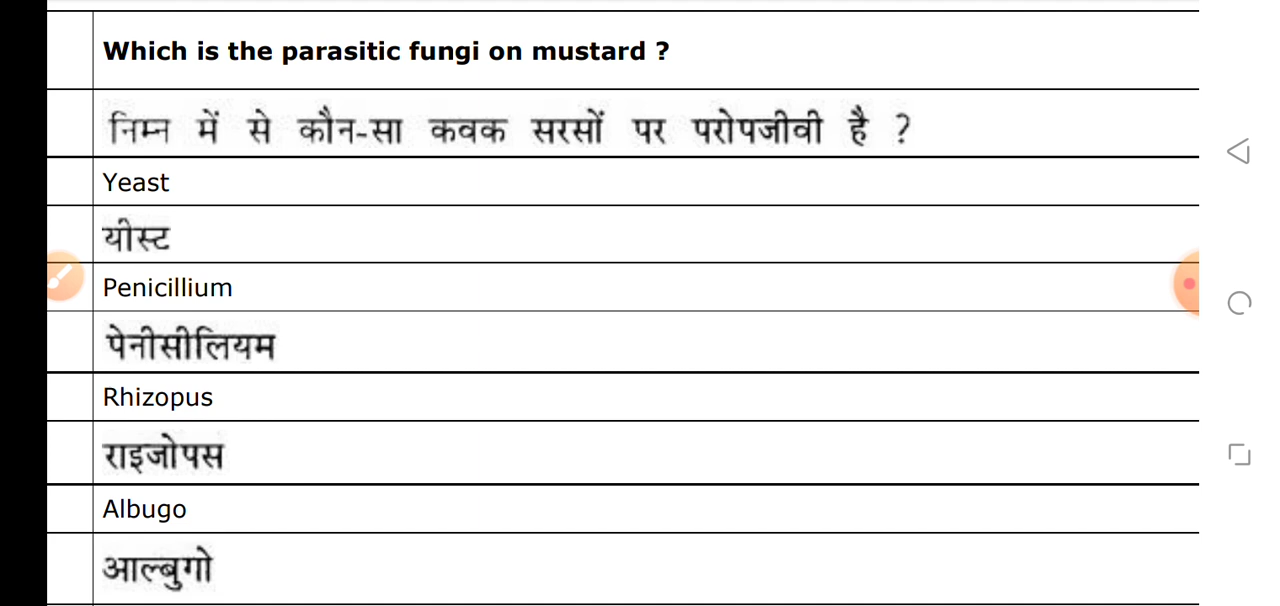 Which is the parasitic fungi on mustard ?
निम्न में से कौन-सा कवक सरसों पर परोपजीवी है ?
Yeast
यीस्ट
Penicillium
पेनीसीलियम
Rhizopus
राइजोपस
Albugo
आल्बुगो